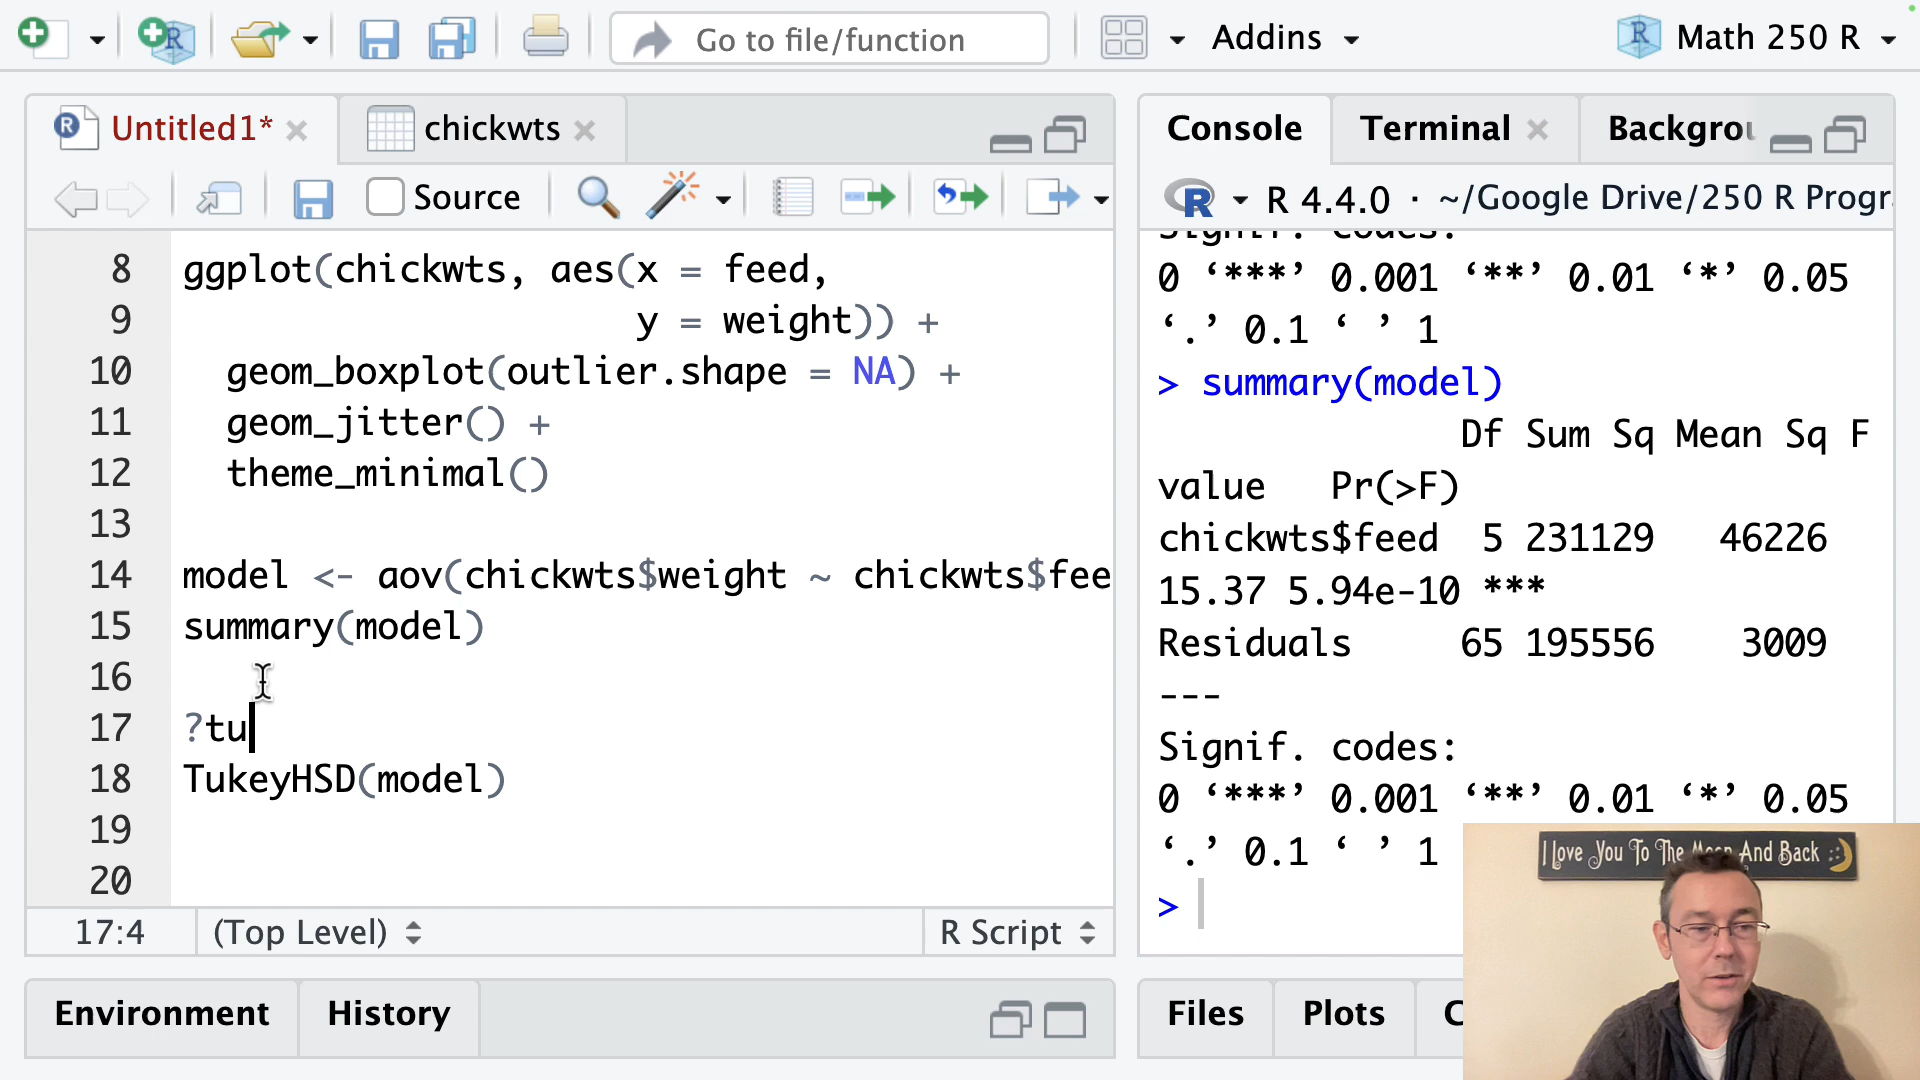 Go to file/function
Addins
Math 250 R
Untitled1*
chickwts
Source
8 ggplot(chickwts, aes(x = feed,
9 y = weight)) +
10 geom_boxplot(outlier.shape = NA) +
11 geom_jitter() +
12 theme_minimal()
13
14 model <- aov(chickwts$weight ~ chickwts$fee
15 summary(model)
16
17 ?tu
18 TukeyHSD(model)
19
20
17:4 (Top Level) R Script
Environment History
Console Terminal Backgrou
R 4.4.0 · ~/Google Drive/250 R Progr
Signif. codes:
0 ‘***’ 0.001 ‘**’ 0.01 ‘*’ 0.05
‘.’ 0.1 ‘ ’ 1
> summary(model)
Df Sum Sq Mean Sq F
value Pr(>F)
chickwts$feed 5 231129 46226
15.37 5.94e-10 ***
Residuals 65 195556 3009
---
Signif. codes:
0 ‘***’ 0.001 ‘**’ 0.01 ‘*’ 0.05
‘.’ 0.1 ‘ ’ 1
>
Files Plots
I Love You To The Moon And Back